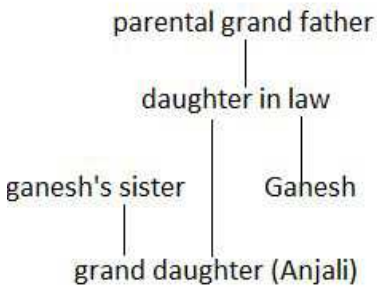 parental grand father
daughter in law
ganesh's sister Ganesh
grand daughter (Anjali)